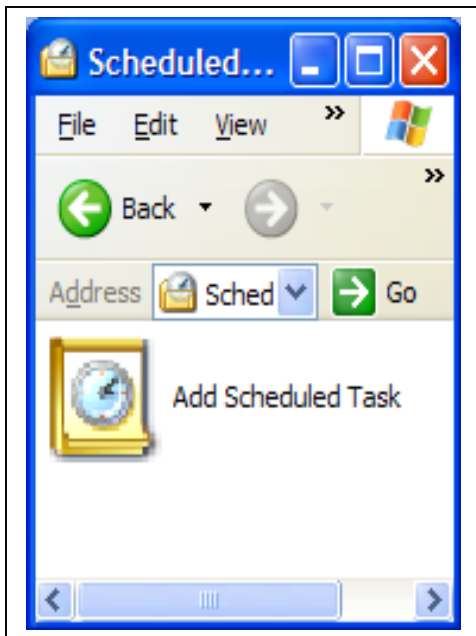 Scheduled...
File Edit View »
Back »
Address Sched Go
Add Scheduled Task